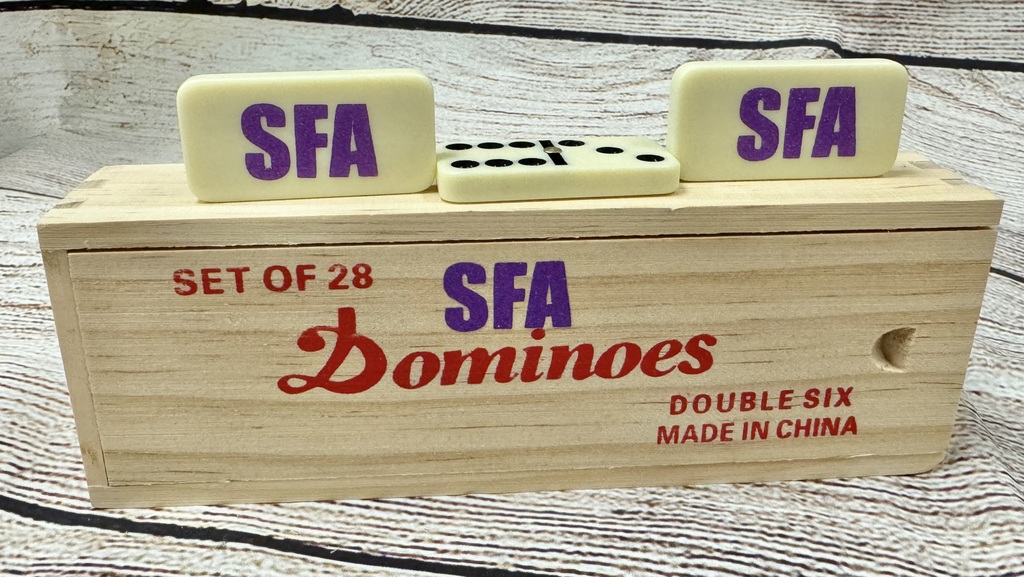 SFA
SFA
SET OF 28
SFA
Dominoes
DOUBLE SIX
MADE IN CHINA